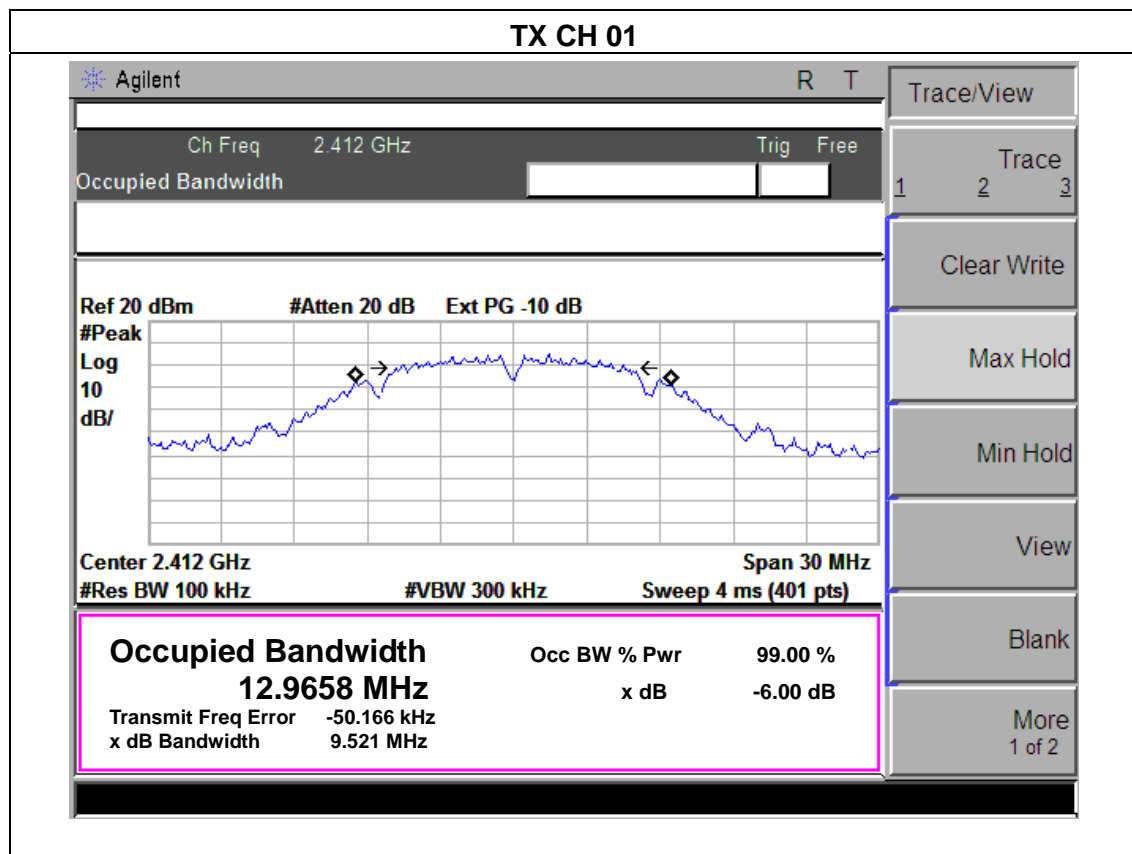 TX CH 01
Agilent R T
Trace/View
Ch Freq 2.412 GHz Trig Free
Occupied Bandwidth
Trace
1 2 3
Clear Write
Ref 20 dBm #Atten 20 dB Ext PG -10 dB
#Peak
Log
10
dB/
Max Hold
Min Hold
View
Center 2.412 GHz Span 30 MHz
#Res BW 100 kHz #VBW 300 kHz Sweep 4 ms (401 pts)
Occupied Bandwidth Occ BW % Pwr 99.00 %
12.9658 MHz x dB -6.00 dB
Transmit Freq Error -50.166 kHz
x dB Bandwidth 9.521 MHz
Blank
More
1 of 2